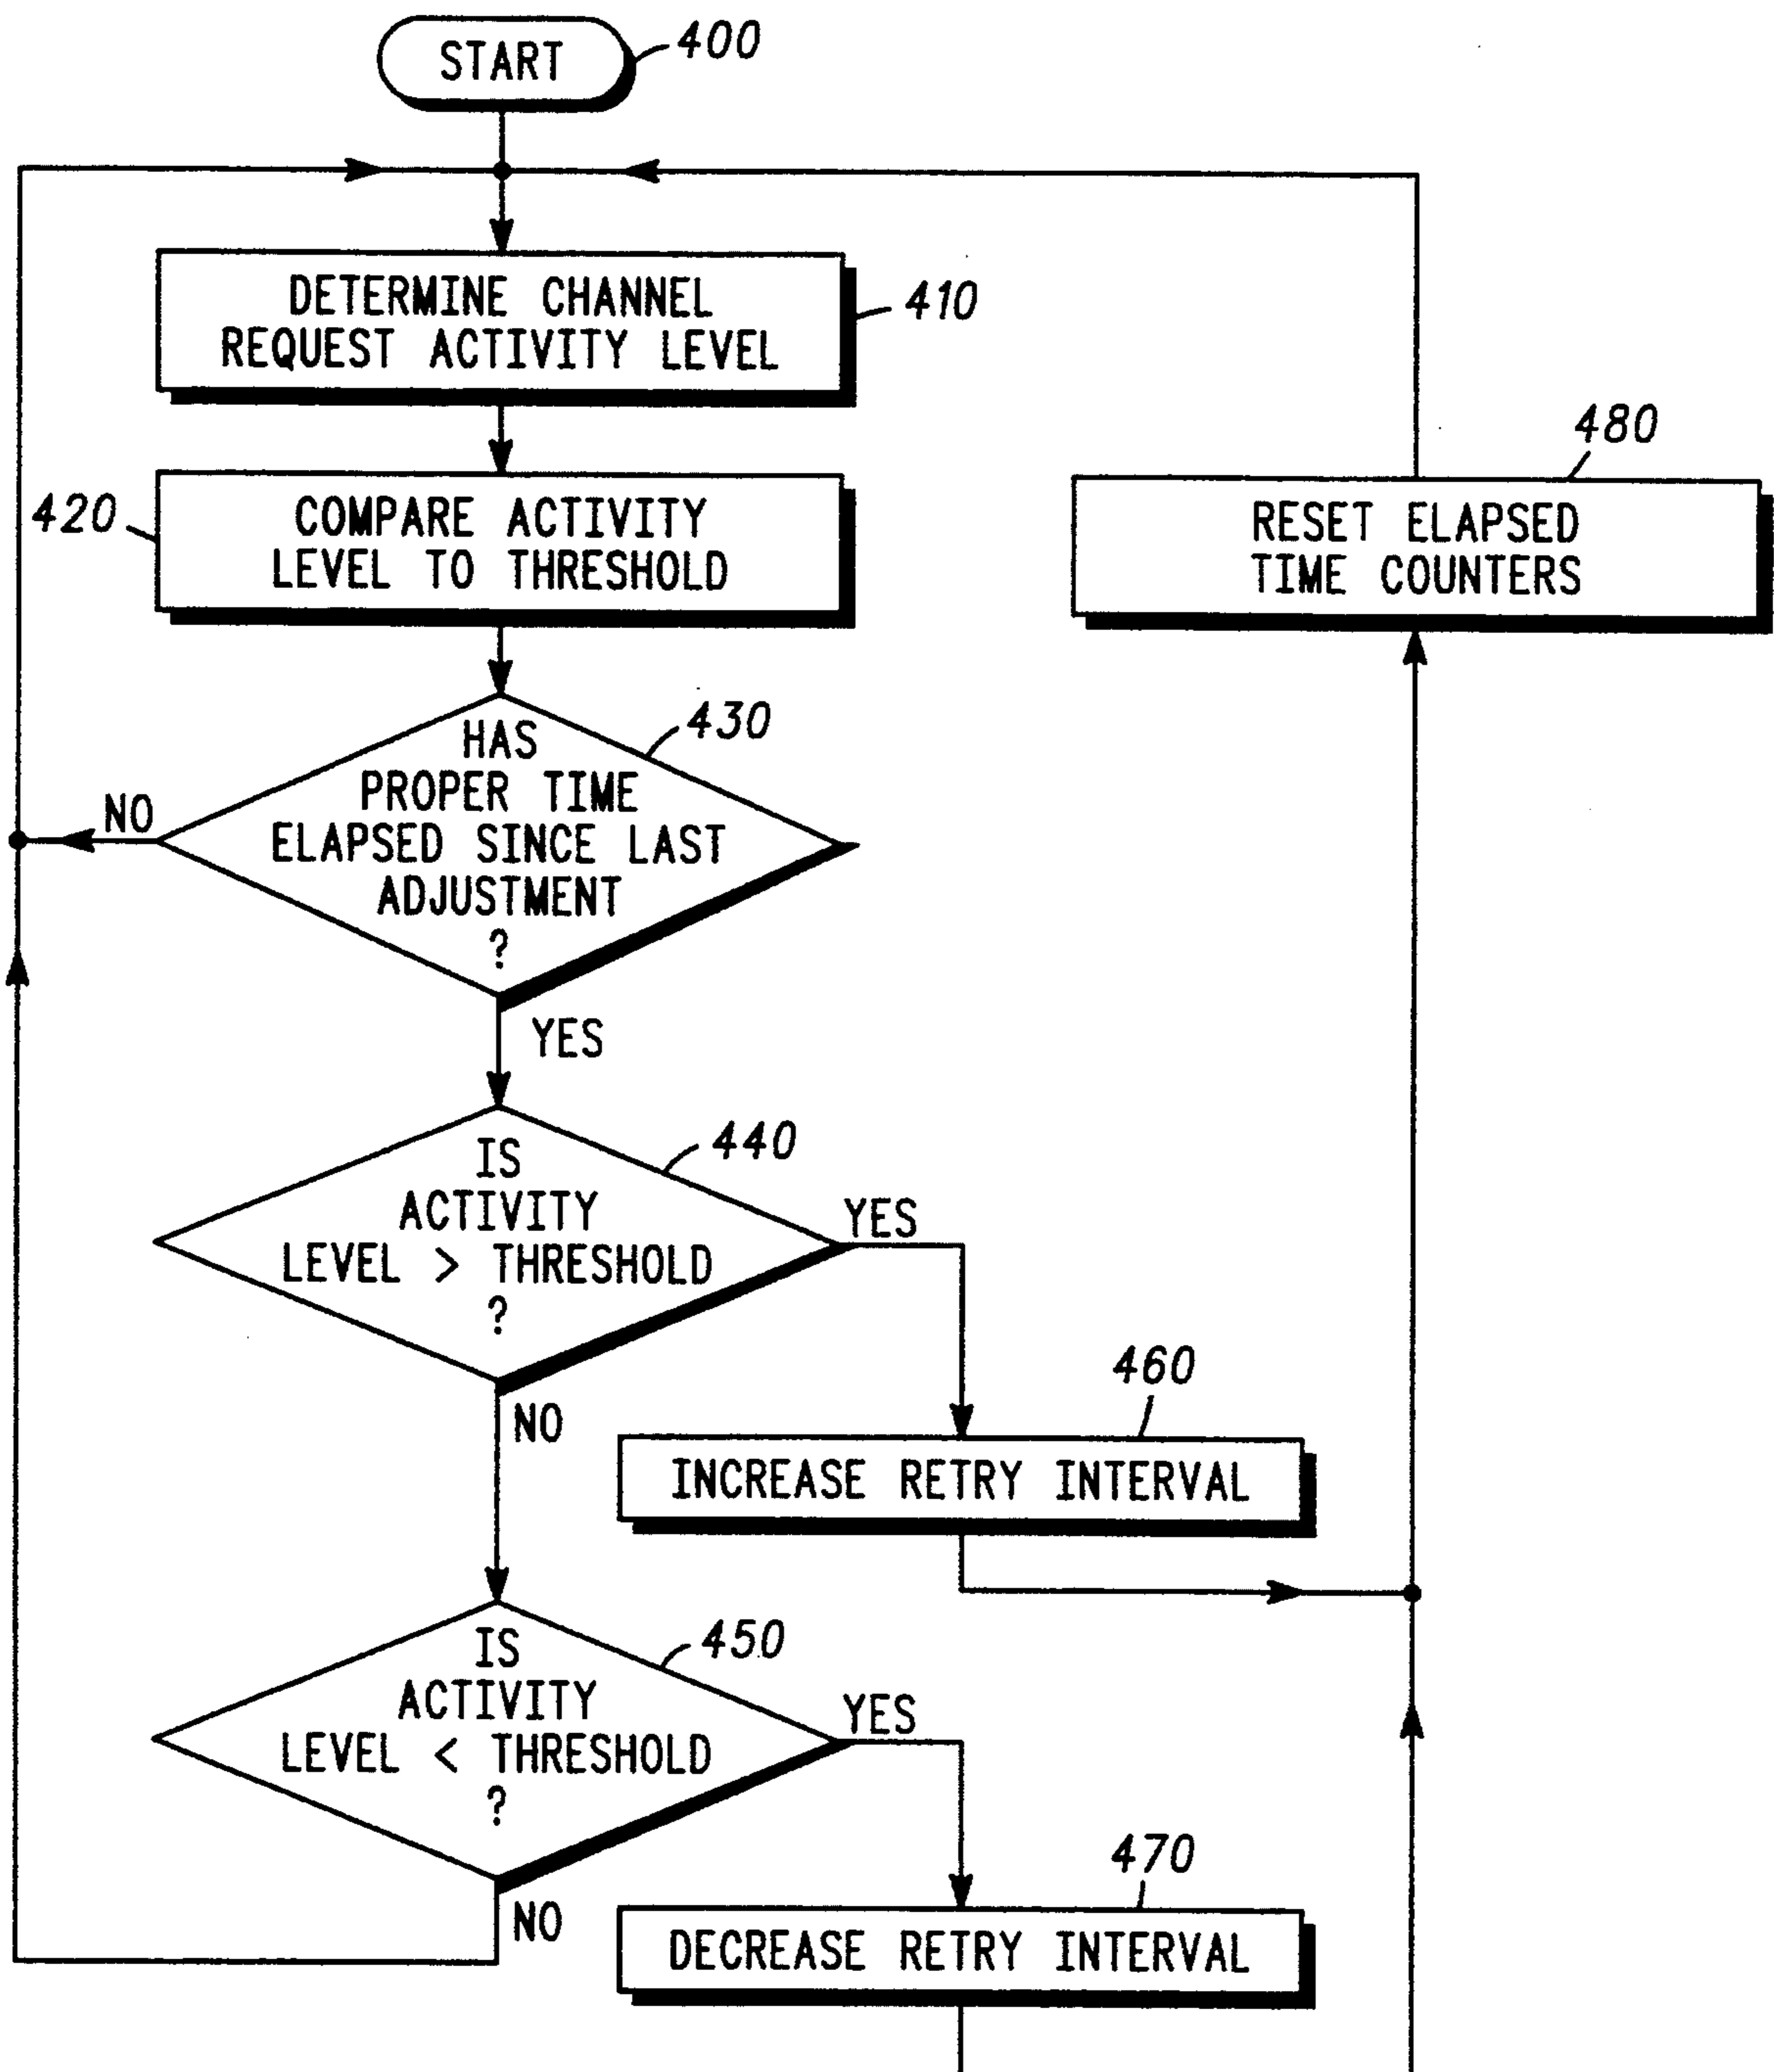 START
400
DETERMINE CHANNEL
REQUEST ACTIVITY LEVEL
410
420
COMPARE ACTIVITY
LEVEL TO THRESHOLD
480
RESET ELAPSED
TIME COUNTERS
HAS
PROPER TIME
ELAPSED SINCE LAST
ADJUSTMENT
?
430
NO
YES
IS
ACTIVITY
LEVEL > THRESHOLD
?
440
YES
NO
460
INCREASE RETRY INTERVAL
IS
ACTIVITY
LEVEL < THRESHOLD
?
450
YES
NO
470
DECREASE RETRY INTERVAL